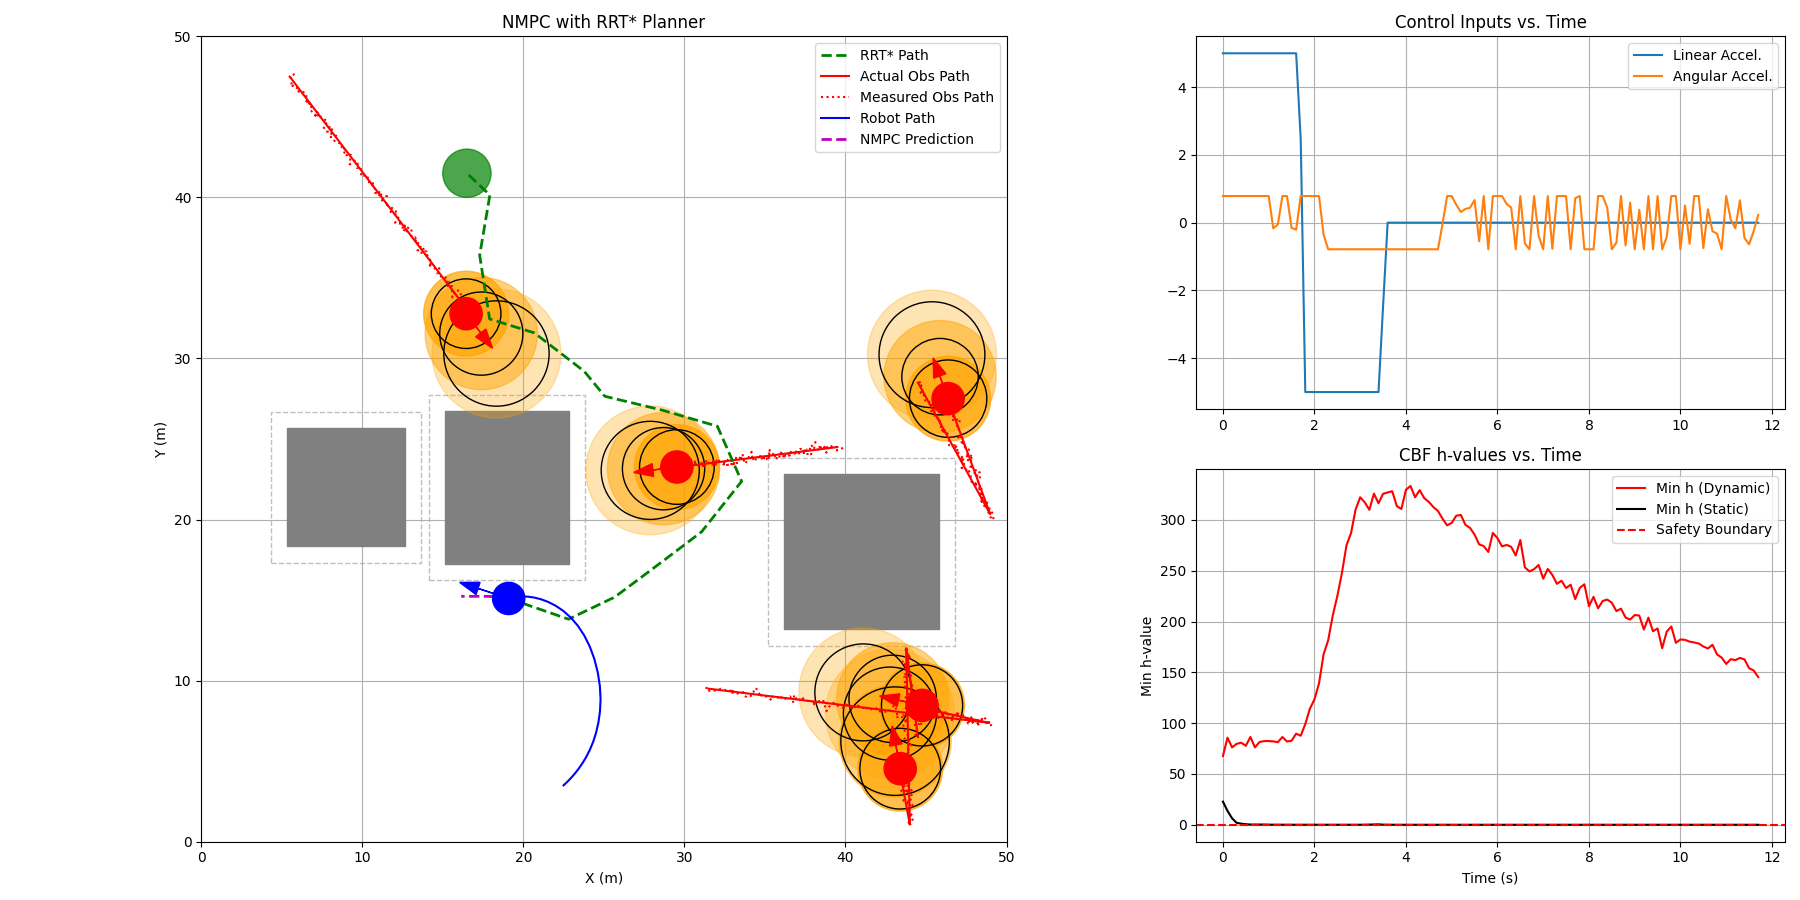 NMPC with RRT* Planner
50
40
30
20
10
0
Y (m)
0 10 20 30 40 50
X (m)
RRT* Path
Actual Obs Path
Measured Obs Path
Robot Path
NMPC Prediction
Control Inputs vs. Time
4
2
0
−2
−4
0 2 4 6 8 10 12
Linear Accel.
Angular Accel.
CBF h-values vs. Time
300
250
200
150
100
50
0
Min h-value
0 2 4 6 8 10 12
Time (s)
Min h (Dynamic)
Min h (Static)
Safety Boundary